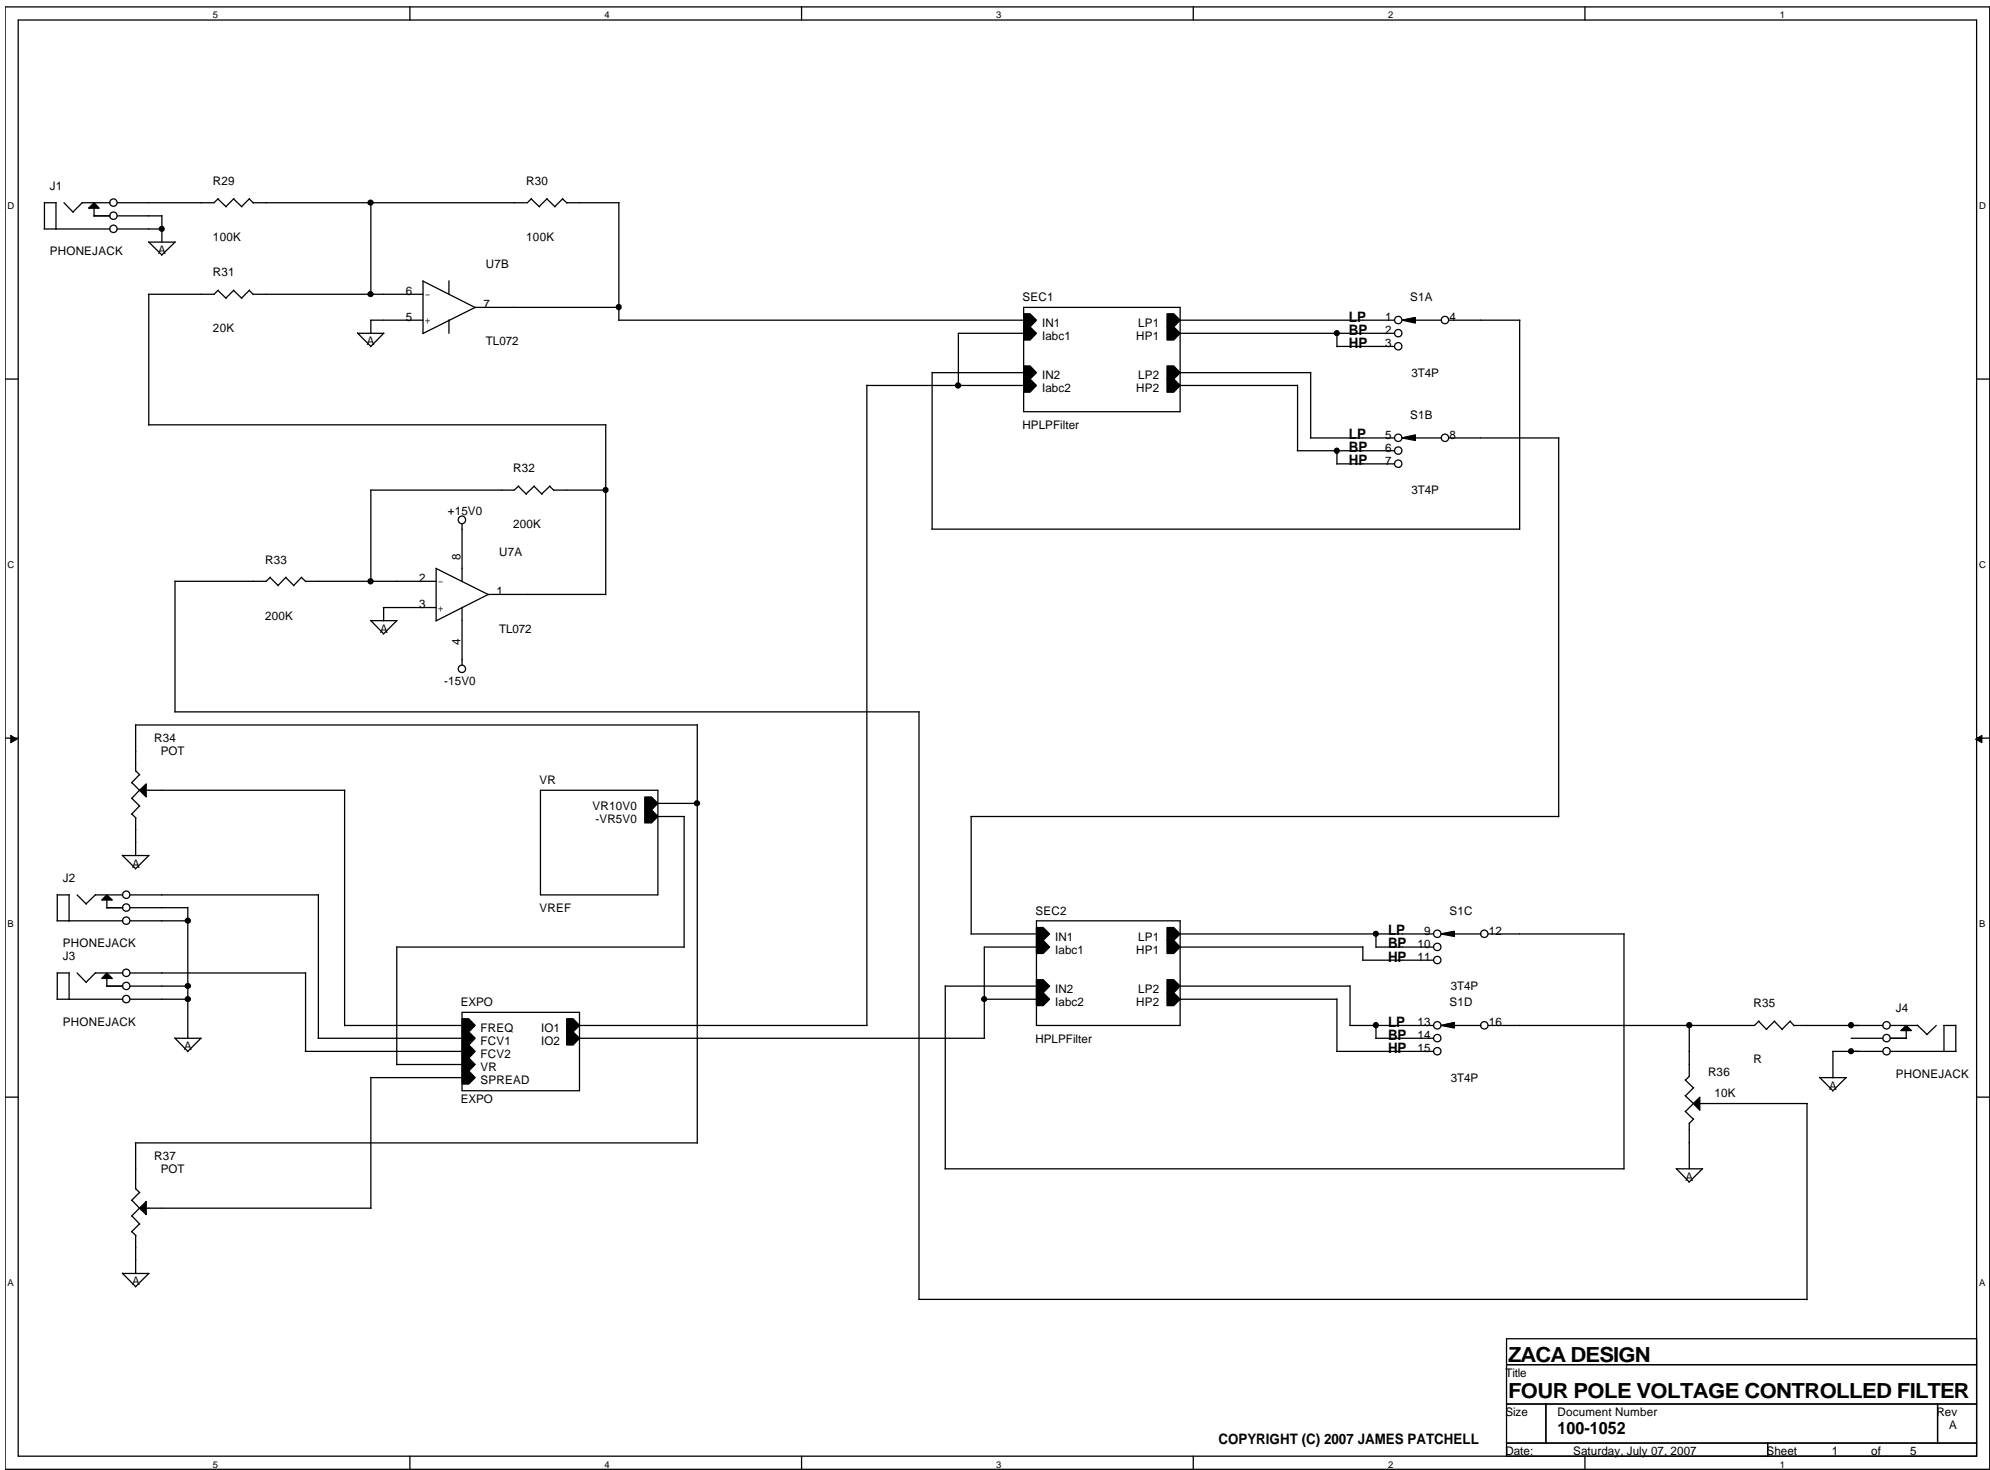 5 4 3 2 1
D D
C C
B B
A A
J1
PHONEJACK
A
R29
100K
R30
100K
R31
20K
U7B
6
5
7
-
+
TL072
A
R32
200K
+15V0
8
U7A
R33
200K
2
3
1
-
+
A
TL072
4
-15V0
SEC1
IN1 LP1
Iabc1 HP1
IN2 LP2
Iabc2 HP2
HPLPFilter
S1A
LP 1 4
BP 2
HP 3
3T4P
S1B
LP 5 8
BP 6
HP 7
3T4P
R34
POT
A
VR
VR10V0
-VR5V0
VREF
J2
PHONEJACK
J3
PHONEJACK
A
EXPO
FREQ IO1
FCV1 IO2
FCV2
VR
SPREAD
EXPO
R37
POT
A
SEC2
IN1 LP1
Iabc1 HP1
IN2 LP2
Iabc2 HP2
HPLPFilter
S1C
LP 9 12
BP 10
HP 11
3T4P
S1D
LP 13 16
BP 14
HP 15
3T4P
R35
R
R36
10K
A
J4
A
PHONEJACK
ZACA DESIGN
Title
FOUR POLE VOLTAGE CONTROLLED FILTER
Size Document Number Rev
100-1052 A
Date: Saturday, July 07, 2007 Sheet 1 of 5
COPYRIGHT (C) 2007 JAMES PATCHELL
5 4 3 2 1